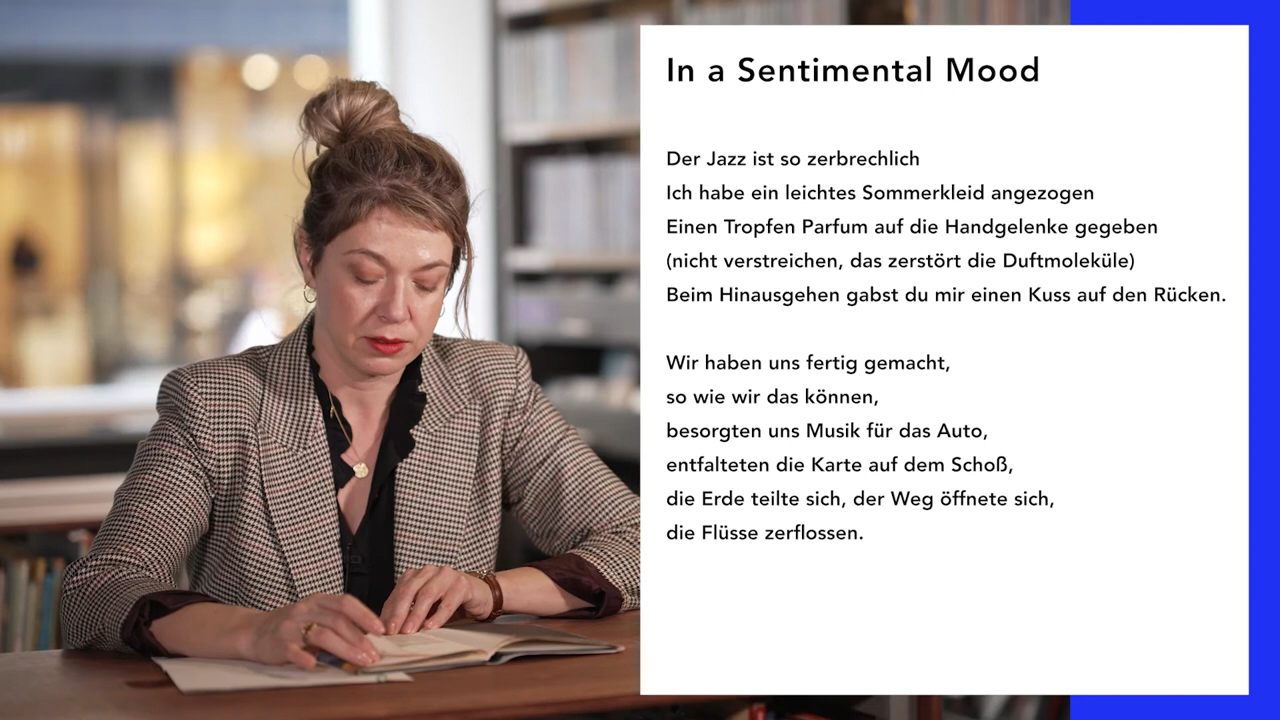 In a Sentimental Mood
Der Jazz ist so zerbrechlich
Ich habe ein leichtes Sommerkleid angezogen
Einen Tropfen Parfum auf die Handgelenke gegeben
(nicht verstreichen, das zerstört die Duftmoleküle)
Beim Hinausgehen gabst du mir einen Kuss auf den Rücken.
Wir haben uns fertig gemacht,
so wie wir das können,
besorgten uns Musik für das Auto,
entfalteten die Karte auf dem Schoß,
die Erde teilte sich, der Weg öffnete sich,
die Flüsse zerflossen.